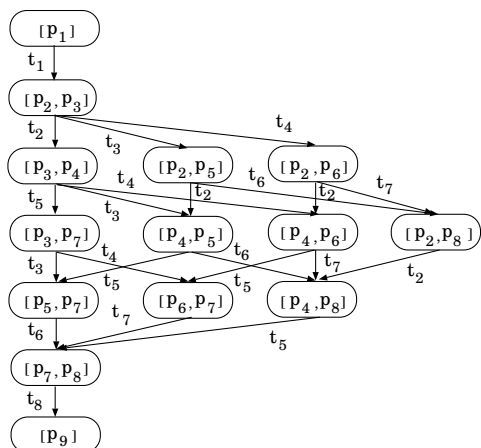 [p1]
t1
[p2,p3]
t2 t3 t4
[p3,p4] [p2,p5] [p2,p6]
t5 t3 t4 t2 t6 t2 t7
[p3,p7] [p4,p5] [p4,p6] [p2,p8]
t3 t4 t5 t6 t5 t7 t2
[p5,p7] [p6,p7] [p4,p8]
t6 t7 t5
[p7,p8]
t8
[p9]